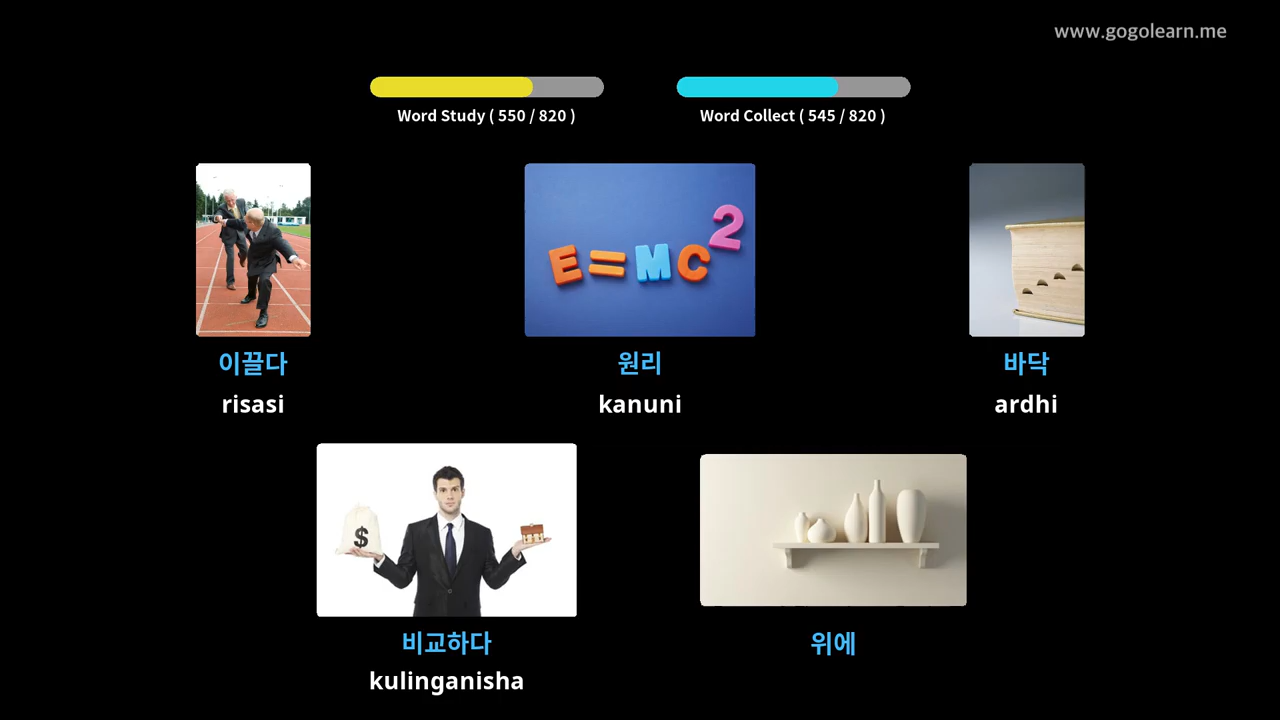 www.gogolearn.me
Word Study ( 550 / 820 )
Word Collect ( 545 / 820 )
E=MC2
이끌다
risasi
원리
kanuni
바닥
ardhi
$
비교하다
kulinganisha
위에